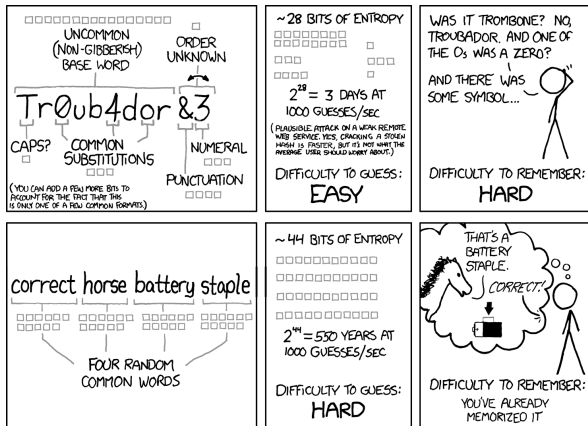 UNCOMMON
(NON-GIBBERISH)
BASE WORD
ORDER
UNKNOWN
Tr0ub4dor &3
CAPS?
COMMON
SUBSTITUTIONS
NUMERAL
PUNCTUATION
(YOU CAN ADD A FEW MORE BITS TO
ACCOUNT FOR THE FACT THAT THIS
IS ONLY ONE OF A FEW COMMON FORMATS.)
~28 BITS OF ENTROPY
2^28 = 3 DAYS AT
1000 GUESSES/SEC
(PLAUSIBLE ATTACK ON A WEAK REMOTE
WEB SERVICE. YES, CRACKING A STOLEN
HASH IS FASTER, BUT IT'S NOT WHAT THE
AVERAGE USER SHOULD WORRY ABOUT.)
DIFFICULTY TO GUESS:
EASY
WAS IT TROMBONE? NO,
TROUBADOR. AND ONE OF
THE Os WAS A ZERO?
AND THERE WAS
SOME SYMBOL...
DIFFICULTY TO REMEMBER:
HARD
correct horse battery staple
FOUR RANDOM
COMMON WORDS
~44 BITS OF ENTROPY
2^44 = 550 YEARS AT
1000 GUESSES/SEC
DIFFICULTY TO GUESS:
HARD
THAT'S A
BATTERY
STAPLE.
CORRECT!
DIFFICULTY TO REMEMBER:
YOU'VE ALREADY
MEMORIZED IT